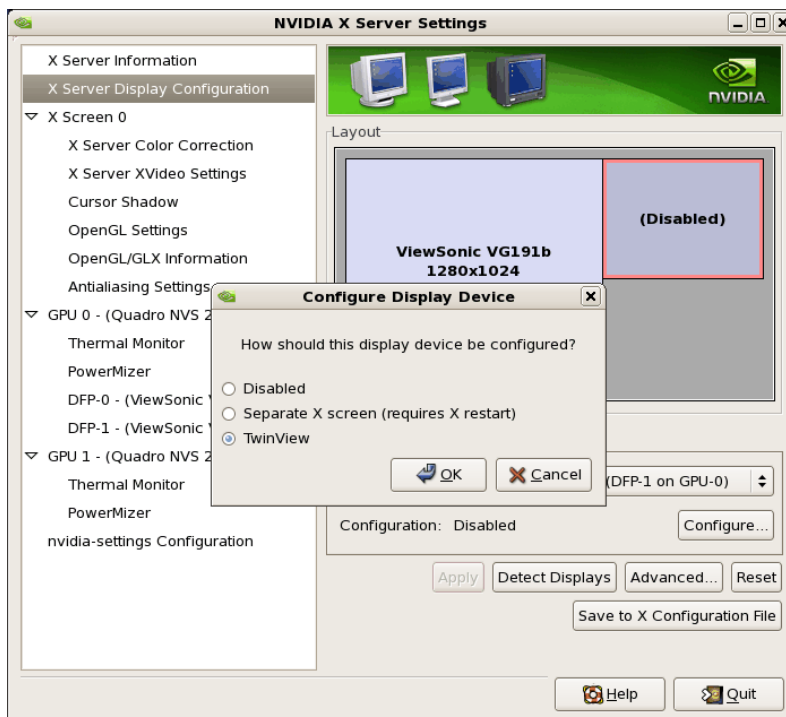 NVIDIA X Server Settings
X Server Information
X Server Display Configuration
X Screen 0
X Server Color Correction
X Server XVideo Settings
Cursor Shadow
OpenGL Settings
OpenGL/GLX Information
Antialiasing Settings
GPU 0 - (Quadro NVS 2
Thermal Monitor
PowerMizer
DFP-0 - (ViewSonic
DFP-1 - (ViewSonic
GPU 1 - (Quadro NVS 2
Thermal Monitor
PowerMizer
nvidia-settings Configuration
NVIDIA
Layout
ViewSonic VG191b
1280x1024
(Disabled)
Configure Display Device
How should this display device be configured?
Disabled
Separate X screen (requires X restart)
TwinView
OK
Cancel
(DFP-1 on GPU-0)
Configuration: Disabled
Configure...
Apply
Detect Displays
Advanced...
Reset
Save to X Configuration File
Help
Quit